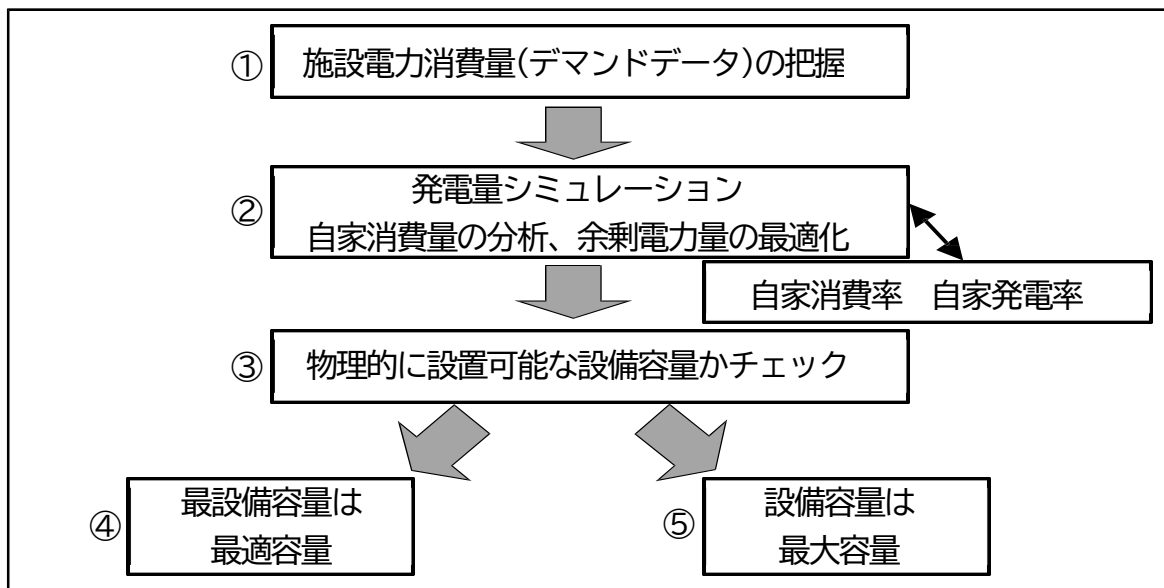 ① 施設電力消費量(デマンドデータ)の把握
② 発電量シミュレーション
自家消費量の分析、余剰電力量の最適化
自家消費率　自家発電率
③ 物理的に設置可能な設備容量かチェック
④ 最設備容量は
最適容量
⑤ 設備容量は
最大容量